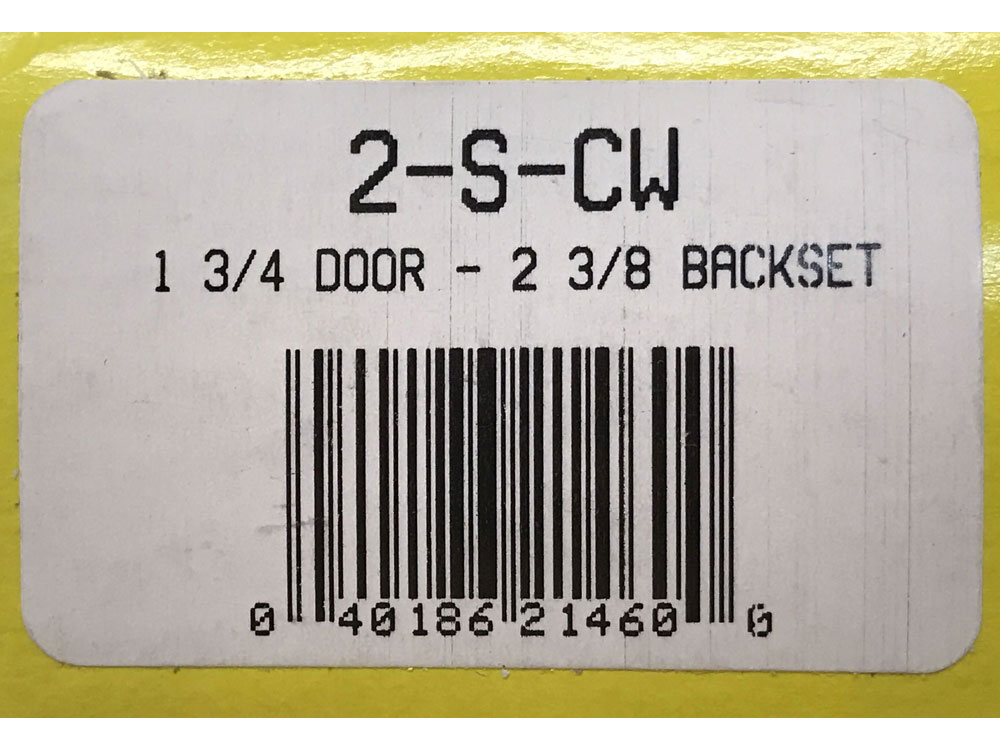 2-S-CW
1 3/4 DOOR - 2 3/8 BACKSET
0 40186 21460 0